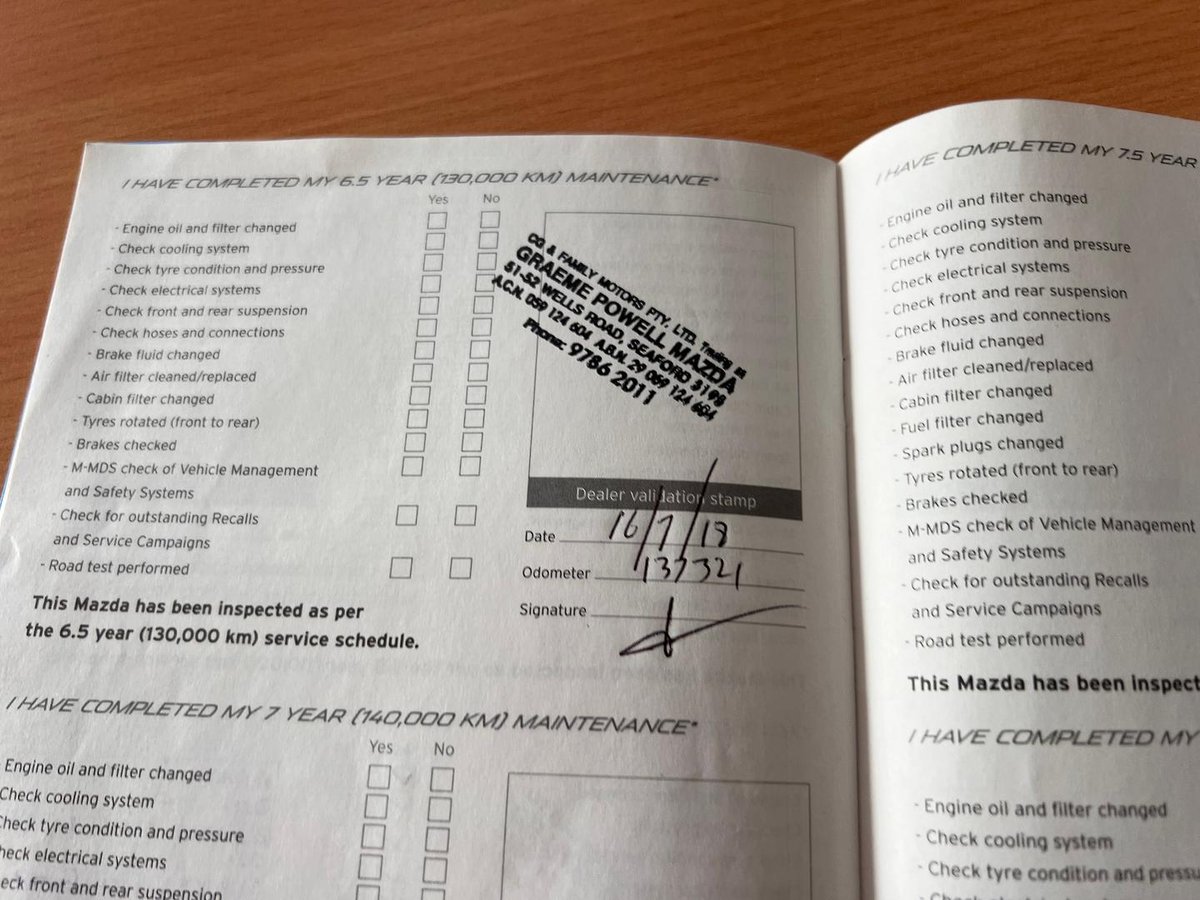 I HAVE COMPLETED MY 6.5 YEAR (130,000 KM) MAINTENANCE*
Yes No
- Engine oil and filter changed
- Check cooling system
- Check tyre condition and pressure
- Check electrical systems
- Check front and rear suspension
- Check hoses and connections
- Brake fluid changed
- Air filter cleaned/replaced
- Cabin filter changed
- Tyres rotated (front to rear)
- Brakes checked
- M-MDS check of Vehicle Management
and Safety Systems
- Check for outstanding Recalls
and Service Campaigns
- Road test performed
This Mazda has been inspected as per
the 6.5 year (130,000 km) service schedule.
CG & FAMILY MOTORS PTY. LTD. Trading as
GRAEME POWELL MAZDA
51-52 WELLS ROAD, SEAFORD 3198
A.C.N. 069 124 604 A.B.N. 29 069 124 604
Phone: 9786 2011
Dealer validation stamp
Date 16/7/18
Odometer 133321
Signature
I HAVE COMPLETED MY 7 YEAR (140,000 KM) MAINTENANCE*
Yes No
Engine oil and filter changed
Check cooling system
Check tyre condition and pressure
heck electrical systems
eck front and rear suspension
I HAVE COMPLETED MY 7.5 YEAR
- Engine oil and filter changed
- Check cooling system
- Check tyre condition and pressure
- Check electrical systems
- Check front and rear suspension
- Check hoses and connections
- Brake fluid changed
- Air filter cleaned/replaced
- Cabin filter changed
- Fuel filter changed
- Spark plugs changed
- Tyres rotated (front to rear)
- Brakes checked
- M-MDS check of Vehicle Management
and Safety Systems
- Check for outstanding Recalls
and Service Campaigns
- Road test performed
This Mazda has been inspect
I HAVE COMPLETED MY
- Engine oil and filter changed
- Check cooling system
- Check tyre condition and pressu